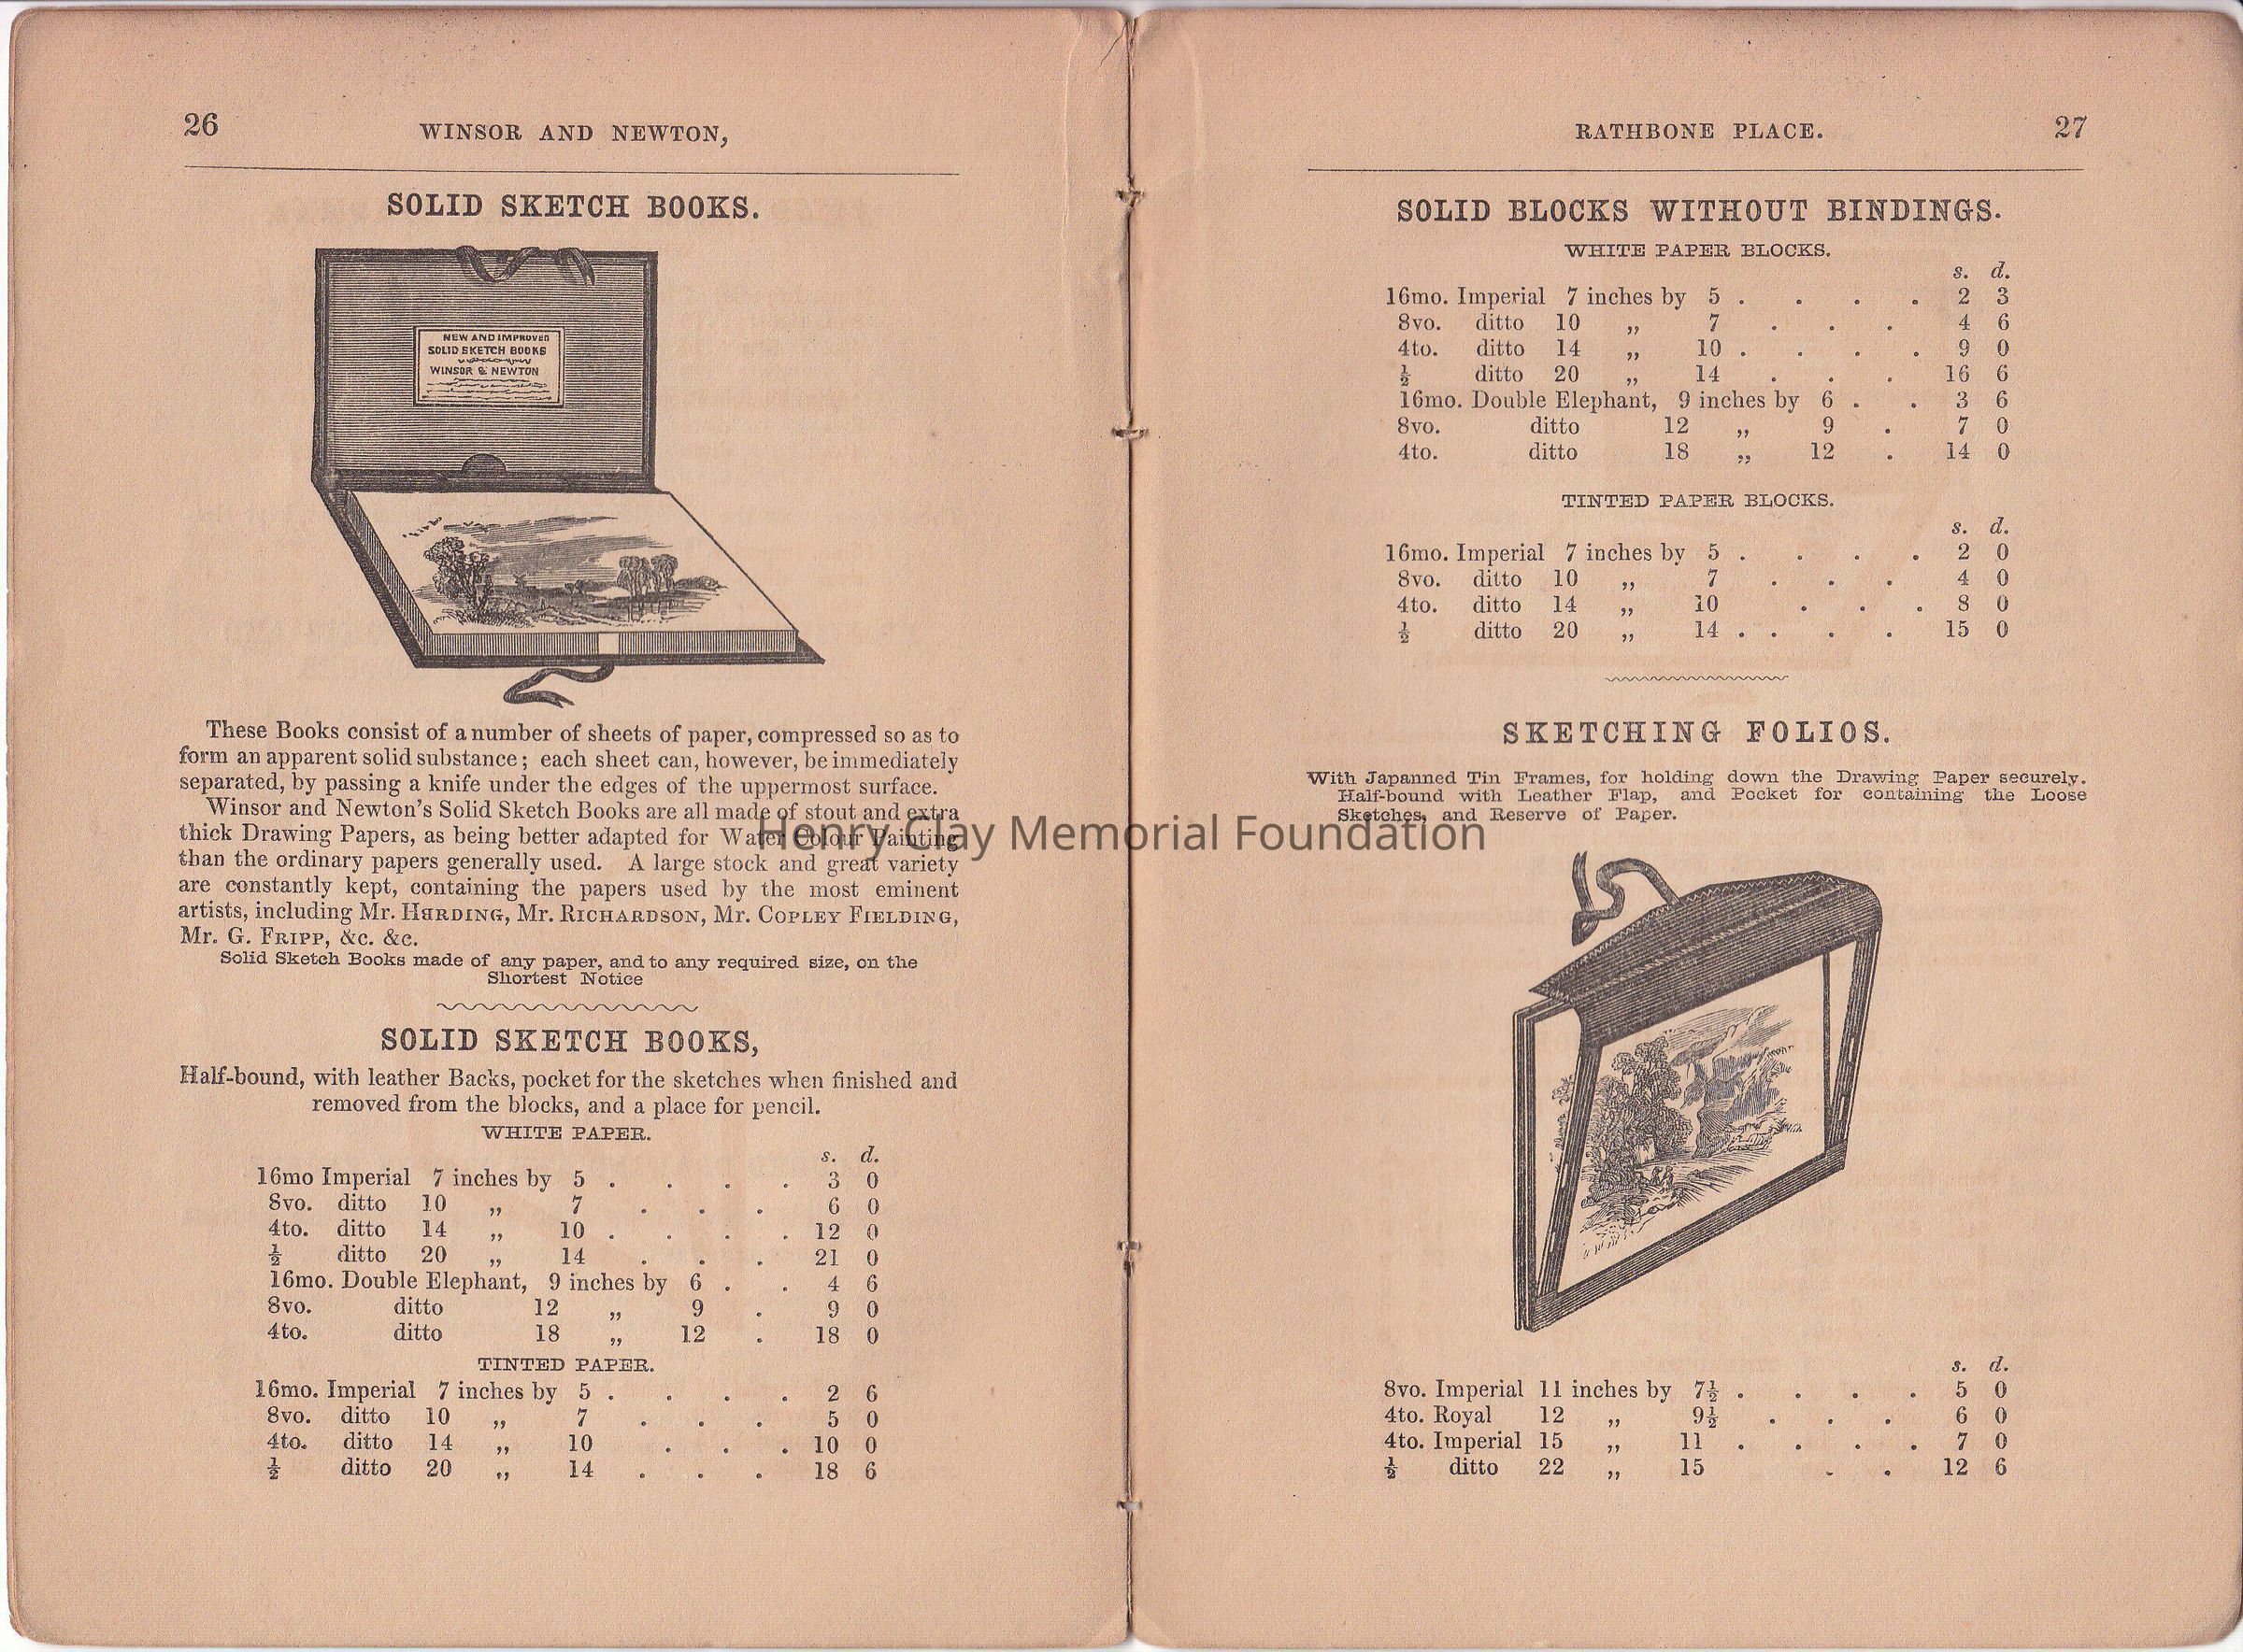 26
WINSOR AND NEWTON,
SOLID SKETCH BOOKS.
NEW AND IMPROVED
SOLID SKETCH BOOKS
WINSOR & NEWTON
These Books consist of a number of sheets of paper, compressed so as to
form an apparent solid substance; each sheet can, however, be immediately
separated, by passing a knife under the edges of the uppermost surface.
Winsor and Newton's Solid Sketch Books are all made of stout and extra
thick Drawing Papers, as being better adapted for Water Colour Painting
than the ordinary papers generally used. A large stock and great variety
are constantly kept, containing the papers used by the most eminent
artists, including Mr. HARDING, Mr. RICHARDSON, Mr. COPLEY FIELDING,
Mr. G. FRIPP, &c. &c.
Solid Sketch Books made of any paper, and to any required size, on the
Shortest Notice
SOLID SKETCH BOOKS,
Half-bound, with leather Backs, pocket for the sketches when finished and
removed from the blocks, and a place for pencil.
WHITE PAPER.
s. d.
16mo Imperial 7 inches by 5 . . . . 3 0
8vo. ditto 10 „ 7 . . . 6 0
4to. ditto 14 „ 10 . . . . 12 0
½ ditto 20 „ 14 . . . 21 0
16mo. Double Elephant, 9 inches by 6 . . 4 6
8vo. ditto 12 „ 9 . 9 0
4to. ditto 18 „ 12 . 18 0
TINTED PAPER.
16mo. Imperial 7 inches by 5 . . . . 2 6
8vo. ditto 10 „ 7 . . . 5 0
4to. ditto 14 „ 10 . . . 10 0
½ ditto 20 „ 14 . . . 18 6
RATHBONE PLACE.
27
SOLID BLOCKS WITHOUT BINDINGS.
WHITE PAPER BLOCKS.
s. d.
16mo. Imperial 7 inches by 5 . . . . 2 3
8vo. ditto 10 „ 7 . . . 4 6
4to. ditto 14 „ 10 . . . . 9 0
½ ditto 20 „ 14 . . . 16 6
16mo. Double Elephant, 9 inches by 6 . . 3 6
8vo. ditto 12 „ 9 . 7 0
4to. ditto 18 „ 12 . 14 0
TINTED PAPER BLOCKS.
s. d.
16mo. Imperial 7 inches by 5 . . . . 2 0
8vo. ditto 10 „ 7 . . . 4 0
4to. ditto 14 „ 10 . . . 8 0
½ ditto 20 „ 14 . . . . 15 0
SKETCHING FOLIOS.
With Japanned Tin Frames, for holding down the Drawing Paper securely.
Half-bound with Leather Flap, and Pocket for containing the Loose
Sketches, and Reserve of Paper.
s. d.
8vo. Imperial 11 inches by 7½ . . . . 5 0
4to. Royal 12 „ 9½ . . . 6 0
4to. Imperial 15 „ 11 . . . . 7 0
½ ditto 22 „ 15 . . 12 6
Henry Clay Memorial Foundation